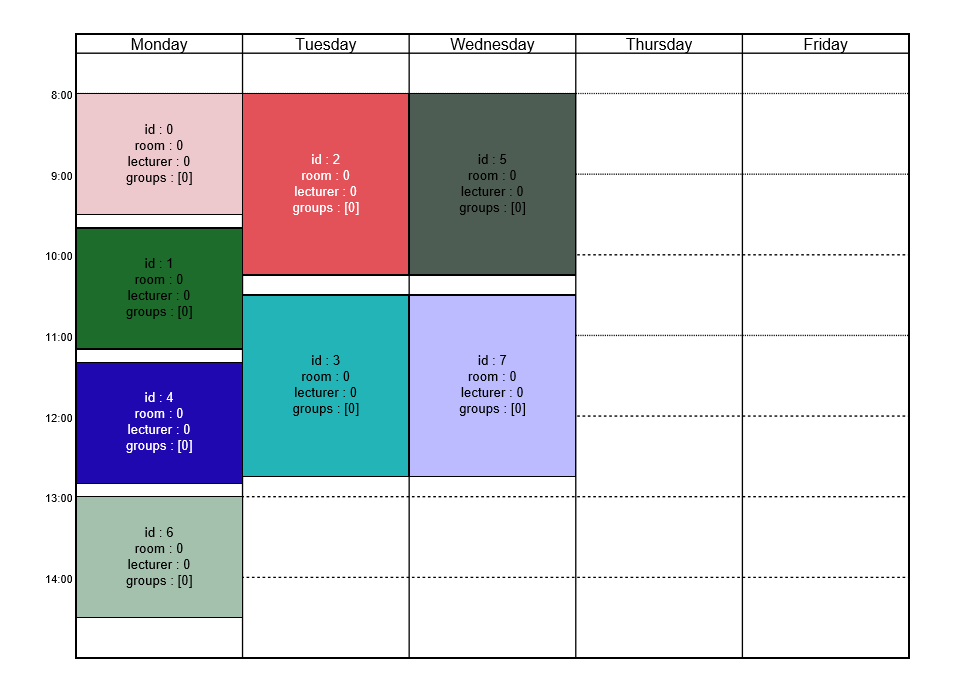 Monday Tuesday Wednesday Thursday Friday
8:00
id : 0
room : 0
lecturer : 0
groups : [0]
id : 2
room : 0
lecturer : 0
groups : [0]
id : 5
room : 0
lecturer : 0
groups : [0]
9:00
10:00
id : 1
room : 0
lecturer : 0
groups : [0]
11:00
id : 3
room : 0
lecturer : 0
groups : [0]
id : 7
room : 0
lecturer : 0
groups : [0]
id : 4
room : 0
lecturer : 0
groups : [0]
12:00
13:00
id : 6
room : 0
lecturer : 0
groups : [0]
14:00